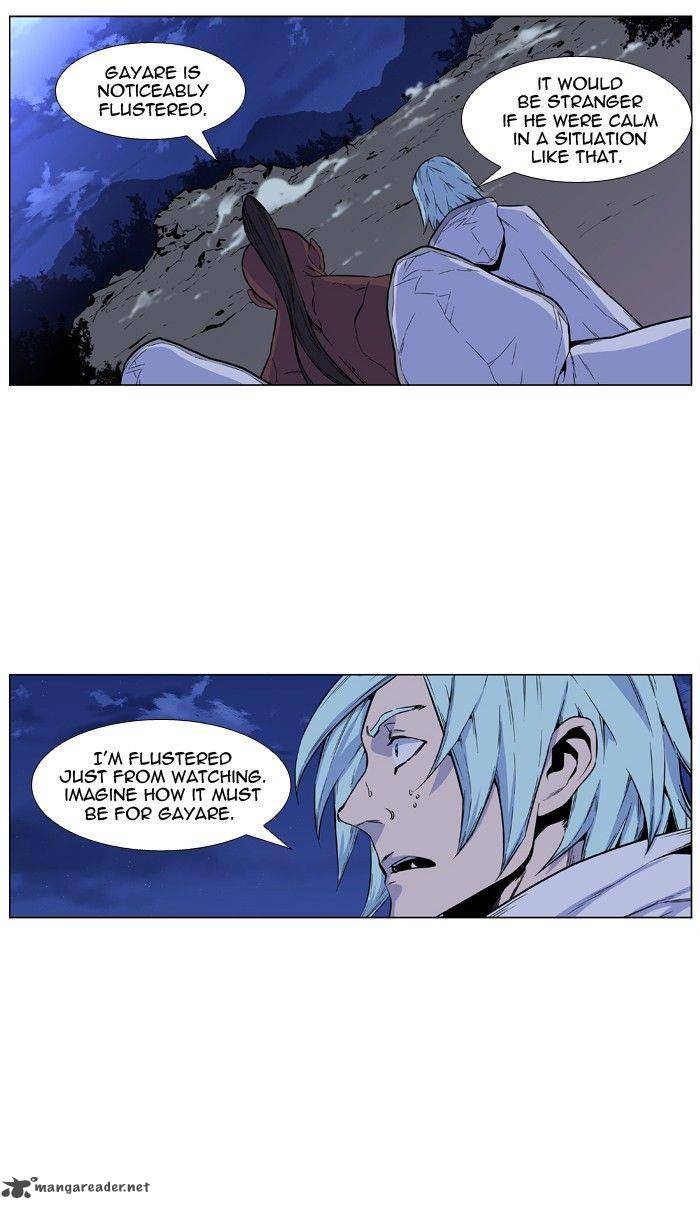 GAYARE IS
NOTICEABLY
FLUSTERED.
IT WOULD
BE STRANGER
IF HE WERE CALM
IN A SITUATION
LIKE THAT.
I'M FLUSTERED
JUST FROM WATCHING.
IMAGINE HOW IT MUST
BE FOR GAYARE.
mangareader.net